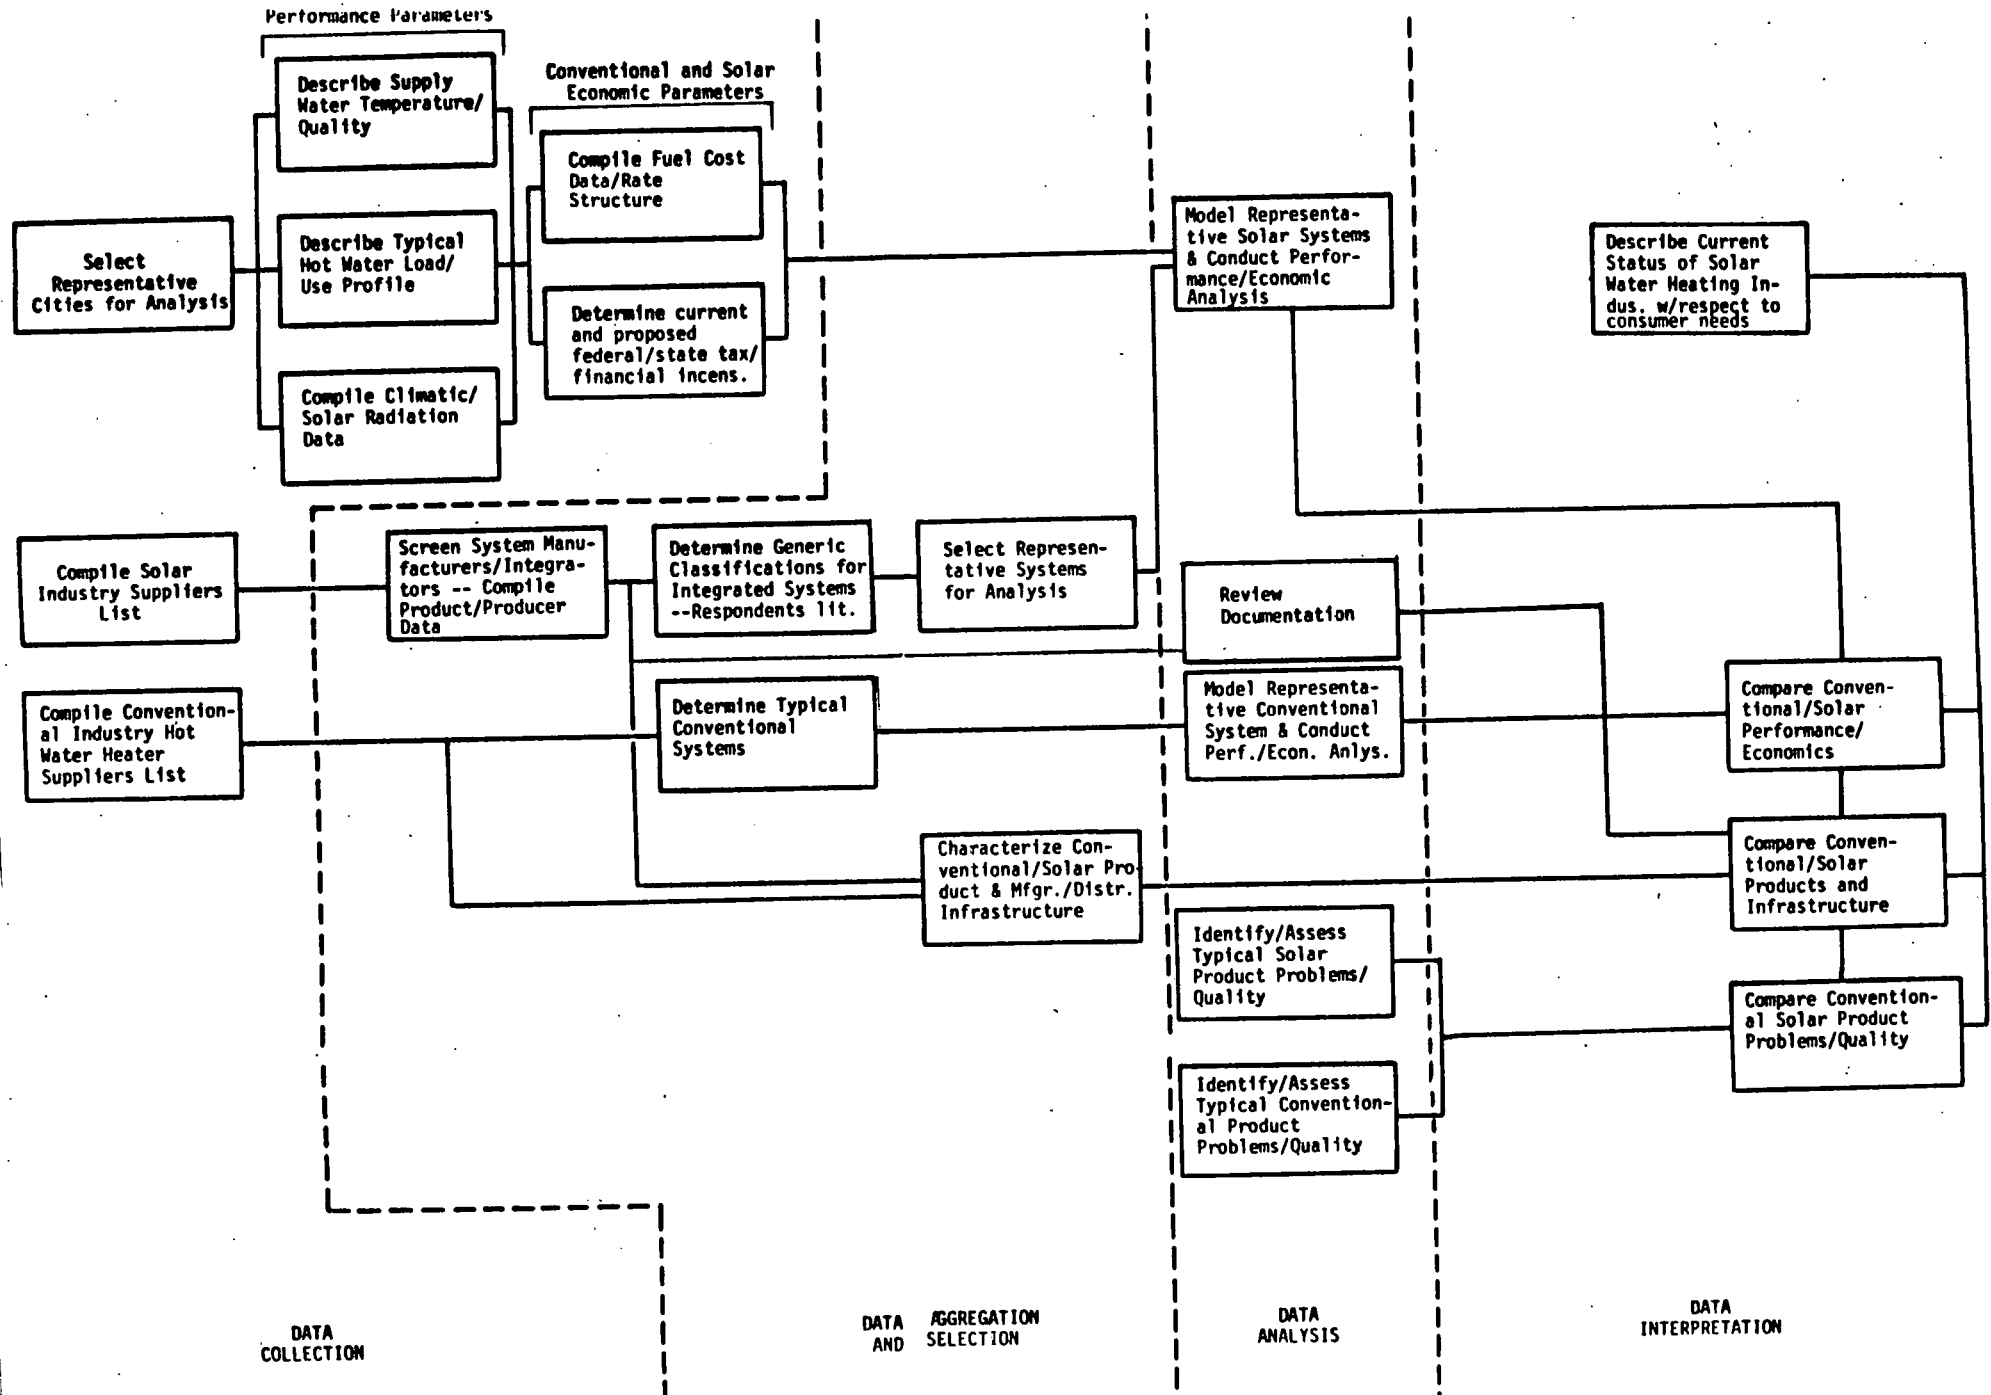 Performance Parameters
Describe Supply
Water Temperature/
Quality
Conventional and Solar
Economic Parameters
Compile Fuel Cost
Data/Rate
Structure
Select
Representative
Cities for Analysis
Describe Typical
Hot Water Load/
Use Profile
Determine current
and proposed
federal/state tax/
financial incens.
Compile Climatic/
Solar Radiation
Data
Model Representa-
tive Solar Systems
& Conduct Perfor-
mance/Economic
Analysis
Describe Current
Status of Solar
Water Heating In-
dus. w/respect to
consumer needs
Compile Solar
Industry Suppliers
List
Screen System Manu-
facturers/Integra-
tors -- Compile
Product/Producer
Data
Determine Generic
Classifications for
Integrated Systems
--Respondents lit.
Select Represen-
tative Systems
for Analysis
Review
Documentation
Compile Convention-
al Industry Hot
Water Heater
Suppliers List
Determine Typical
Conventional
Systems
Model Representa-
tive Conventional
System & Conduct
Perf./Econ. Anlys.
Compare Conven-
tional/Solar
Performance/
Economics
Characterize Con-
ventional/Solar Pro
duct & Mfgr./Distr.
Infrastructure
Compare Conven-
tional/Solar
Products and
Infrastructure
Identify/Assess
Typical Solar
Product Problems/
Quality
Compare Convention-
al Solar Product
Problems/Quality
Identify/Assess
Typical Convention-
al Product
Problems/Quality
DATA
COLLECTION
DATA AGGREGATION
AND SELECTION
DATA
ANALYSIS
DATA
INTERPRETATION